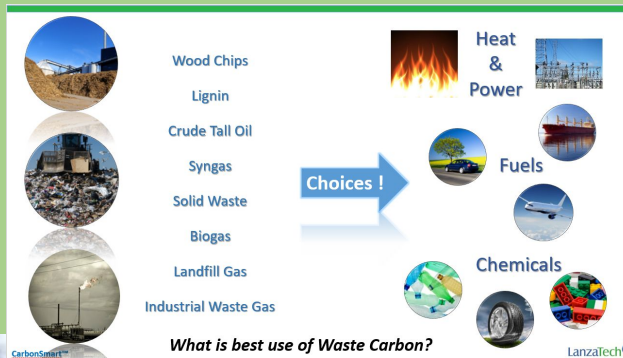 Wood Chips
Lignin
Crude Tall Oil
Syngas
Solid Waste
Biogas
Landfill Gas
Industrial Waste Gas
Choices !
Heat
&
Power
Fuels
Chemicals
What is best use of Waste Carbon?
CarbonSmart™
LanzaTech